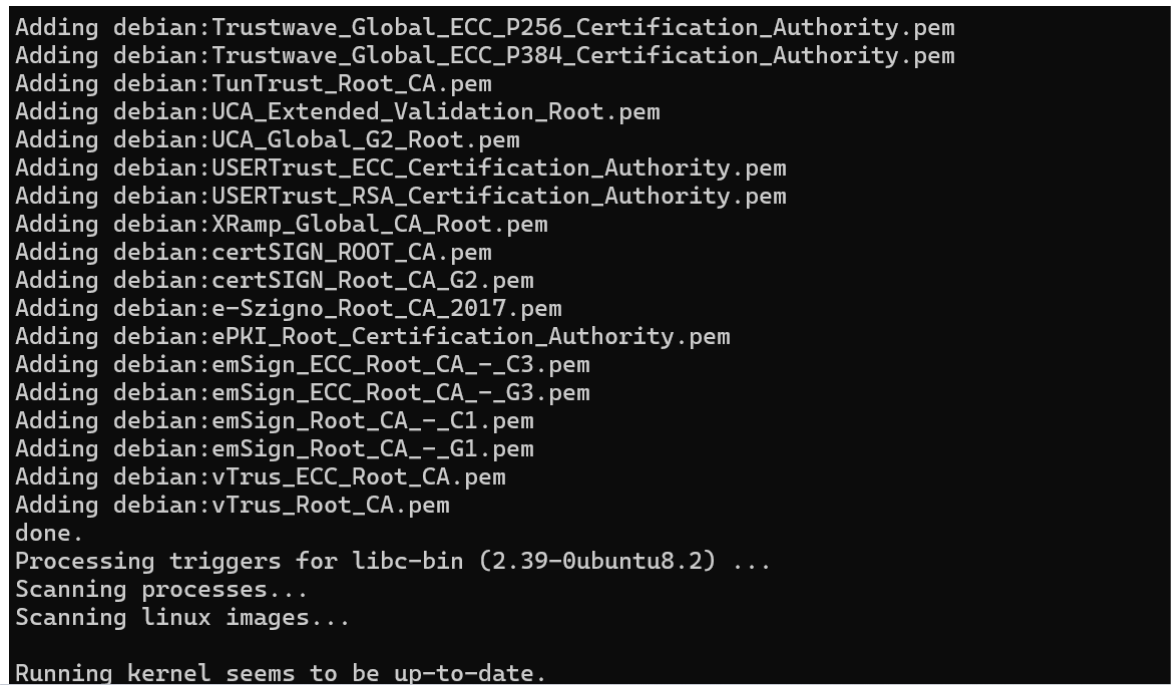 Adding debian:Trustwave_Global_ECC_P256_Certification_Authority.pem
Adding debian:Trustwave_Global_ECC_P384_Certification_Authority.pem
Adding debian:TunTrust_Root_CA.pem
Adding debian:UCA_Extended_Validation_Root.pem
Adding debian:UCA_Global_G2_Root.pem
Adding debian:USERTrust_ECC_Certification_Authority.pem
Adding debian:USERTrust_RSA_Certification_Authority.pem
Adding debian:XRamp_Global_CA_Root.pem
Adding debian:certSIGN_ROOT_CA.pem
Adding debian:certSIGN_Root_CA_G2.pem
Adding debian:e-Szigno_Root_CA_2017.pem
Adding debian:ePKI_Root_Certification_Authority.pem
Adding debian:emSign_ECC_Root_CA_-_C3.pem
Adding debian:emSign_ECC_Root_CA_-_G3.pem
Adding debian:emSign_Root_CA_-_C1.pem
Adding debian:emSign_Root_CA_-_G1.pem
Adding debian:vTrus_ECC_Root_CA.pem
Adding debian:vTrus_Root_CA.pem
done.
Processing triggers for libc-bin (2.39-0ubuntu8.2) ...
Scanning processes...
Scanning linux images...
Running kernel seems to be up-to-date.